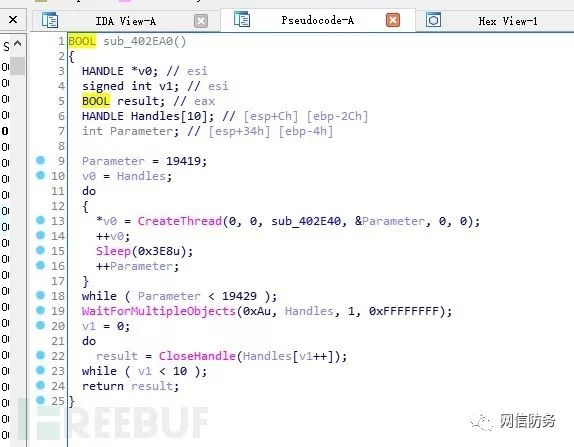 IDA View-A
Pseudocode-A
Hex View-1
S
1 BOOL sub_402EA0()
2 {
3 HANDLE *v0; // esi
4 signed int v1; // esi
5 BOOL result; // eax
6 HANDLE Handles[10]; // [esp+Ch] [ebp-2Ch]
7 int Parameter; // [esp+34h] [ebp-4h]
8
9 Parameter = 19419;
10 v0 = Handles;
11 do
12 {
13 *v0 = CreateThread(0, 0, sub_402E40, &Parameter, 0, 0);
14 ++v0;
15 Sleep(0x3E8u);
16 ++Parameter;
17 }
18 while ( Parameter < 19429 );
19 WaitForMultipleObjects(0xAu, Handles, 1, 0xFFFFFFFF);
20 v1 = 0;
21 do
22 result = CloseHandle(Handles[v1++]);
23 while ( v1 < 10 );
24 return result;
25 }
REEBUF
网信防务